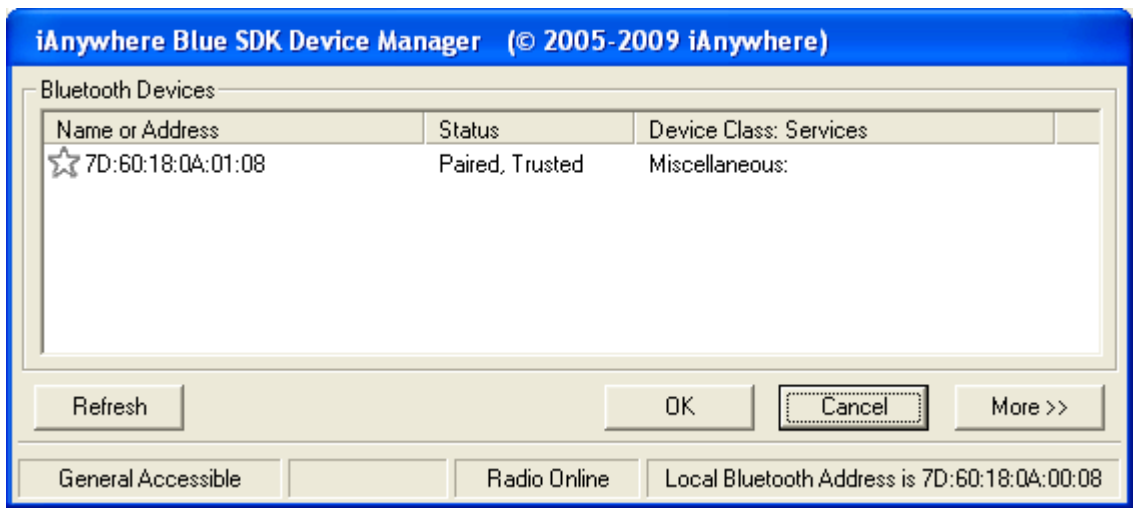 iAnywhere Blue SDK Device Manager (© 2005-2009 iAnywhere)
Bluetooth Devices
Name or Address Status Device Class: Services
7D:60:18:0A:01:08 Paired, Trusted Miscellaneous:
Refresh OK Cancel More >>
General Accessible Radio Online Local Bluetooth Address is 7D:60:18:0A:00:08